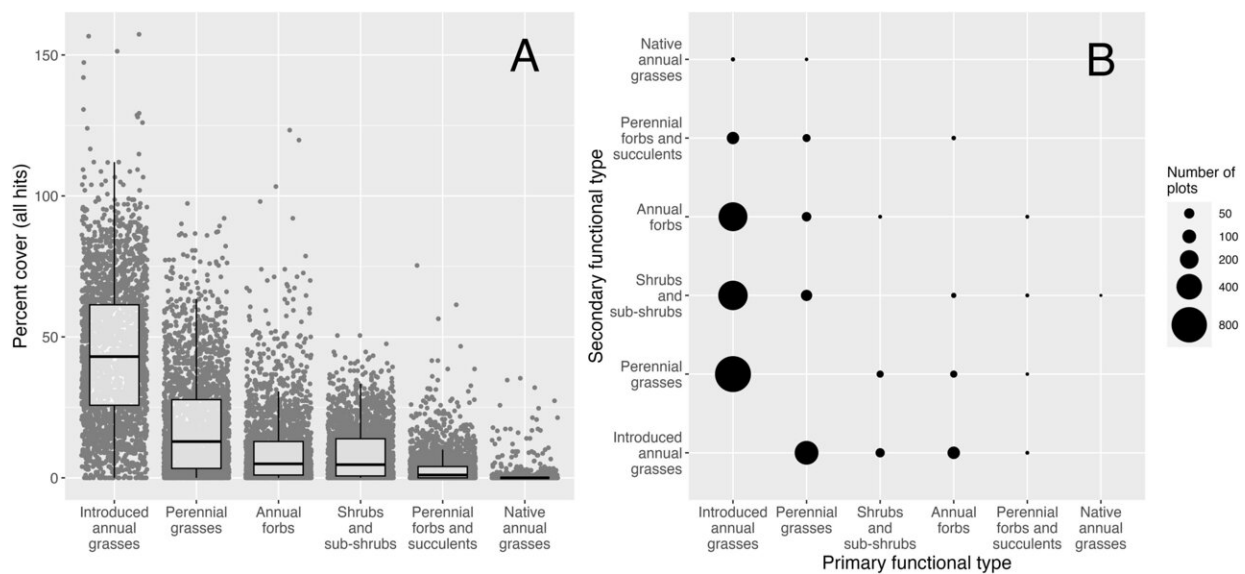 A
Percent cover (all hits)
150
100
50
0
Introduced
annual
grasses
Perennial
grasses
Annual
forbs
Shrubs
and
sub-shrubs
Perennial
forbs and
succulents
Native
annual
grasses
B
Secondary functional type
Native
annual
grasses
Perennial
forbs and
succulents
Annual
forbs
Shrubs
and
sub-shrubs
Perennial
grasses
Introduced
annual
grasses
Introduced
annual
grasses
Perennial
grasses
Shrubs
and
sub-shrubs
Annual
forbs
Perennial
forbs and
succulents
Native
annual
grasses
Primary functional type
Number of
plots
50
100
200
400
800